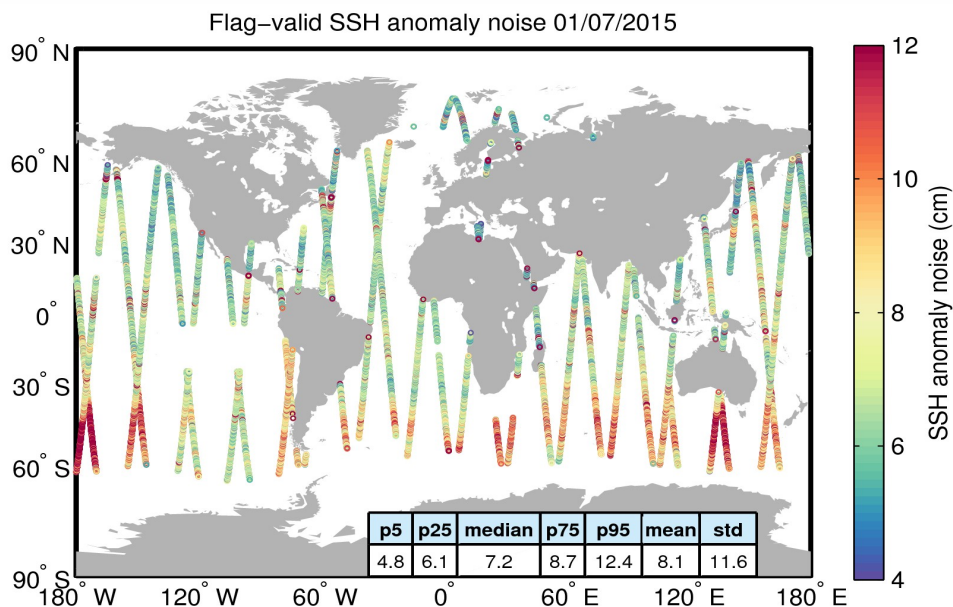 Flag−valid SSH anomaly noise 01/07/2015
90° N
60° N
30° N
0°
30° S
60° S
90° S
180° W
120° W
60° W
0°
60° E
120° E
180° E
12
10
8
6
4
SSH anomaly noise (cm)
p5 p25 median p75 p95 mean std
4.8 6.1 7.2 8.7 12.4 8.1 11.6